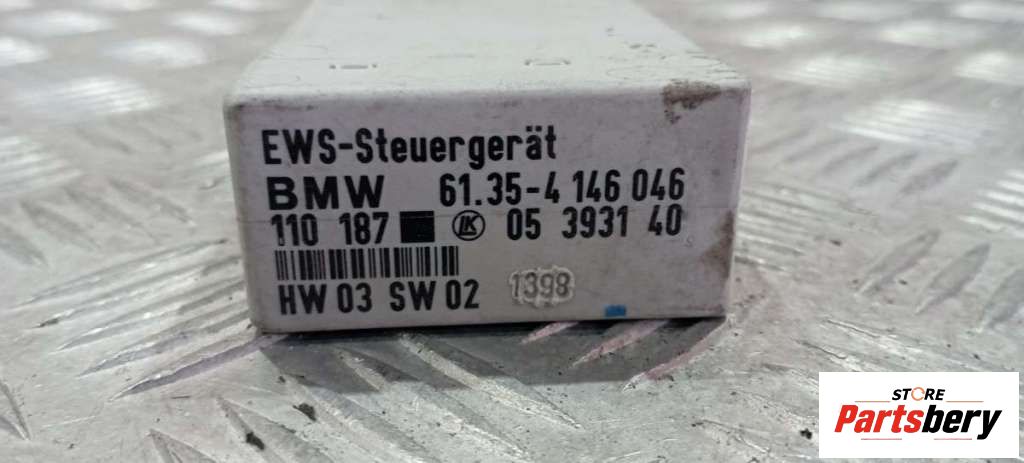 EWS-Steuergerät
BMW 61.35-4 146 046
110 187 LK 05 3931 40
HW 03 SW 02 1398
STORE
Partsbery